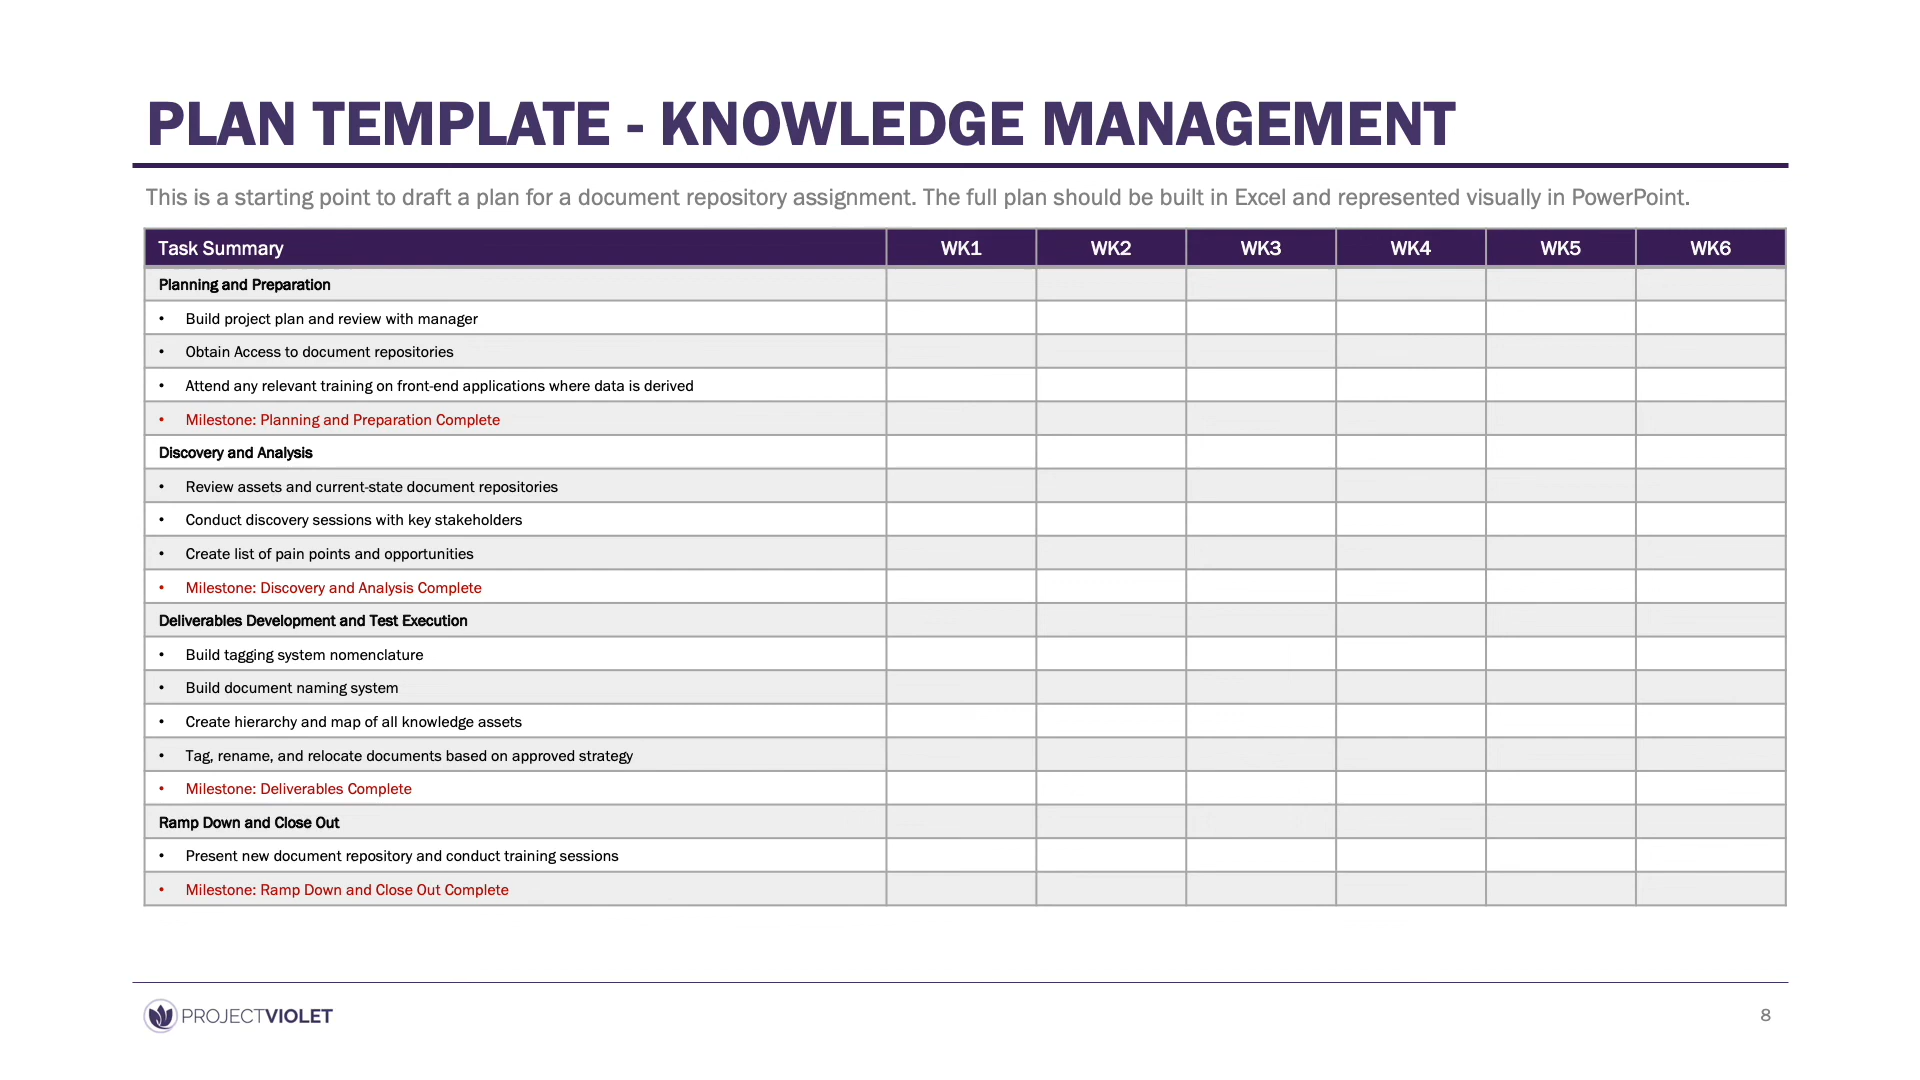 PLAN TEMPLATE - KNOWLEDGE MANAGEMENT
This is a starting point to draft a plan for a document repository assignment. The full plan should be built in Excel and represented visually in PowerPoint.
Task Summary WK1 WK2 WK3 WK4 WK5 WK6
Planning and Preparation
• Build project plan and review with manager
• Obtain Access to document repositories
• Attend any relevant training on front-end applications where data is derived
• Milestone: Planning and Preparation Complete
Discovery and Analysis
• Review assets and current-state document repositories
• Conduct discovery sessions with key stakeholders
• Create list of pain points and opportunities
• Milestone: Discovery and Analysis Complete
Deliverables Development and Test Execution
• Build tagging system nomenclature
• Build document naming system
• Create hierarchy and map of all knowledge assets
• Tag, rename, and relocate documents based on approved strategy
• Milestone: Deliverables Complete
Ramp Down and Close Out
• Present new document repository and conduct training sessions
• Milestone: Ramp Down and Close Out Complete
PROJECTVIOLET
8